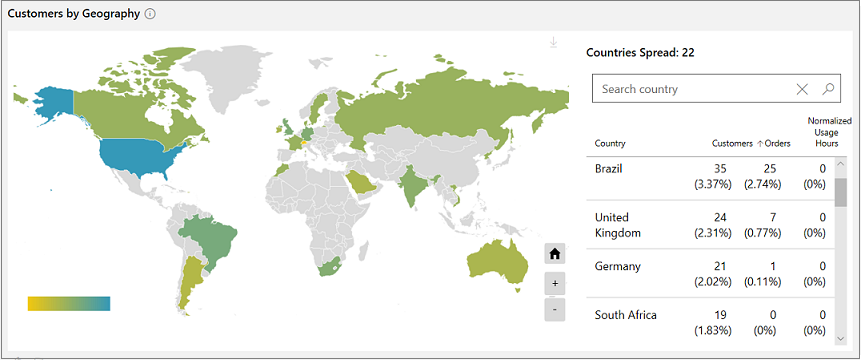 Customers by Geography
Countries Spread: 22
Search country
Normalized
Usage
Hours
Country Customers ↑ Orders
Brazil 35 25 0
(3.37%) (2.74%) (0%)
United 24 7 0
Kingdom (2.31%) (0.77%) (0%)
Germany 21 1 0
(2.02%) (0.11%) (0%)
South Africa 19 0 0
(1.83%) (0%) (0%)
+
-